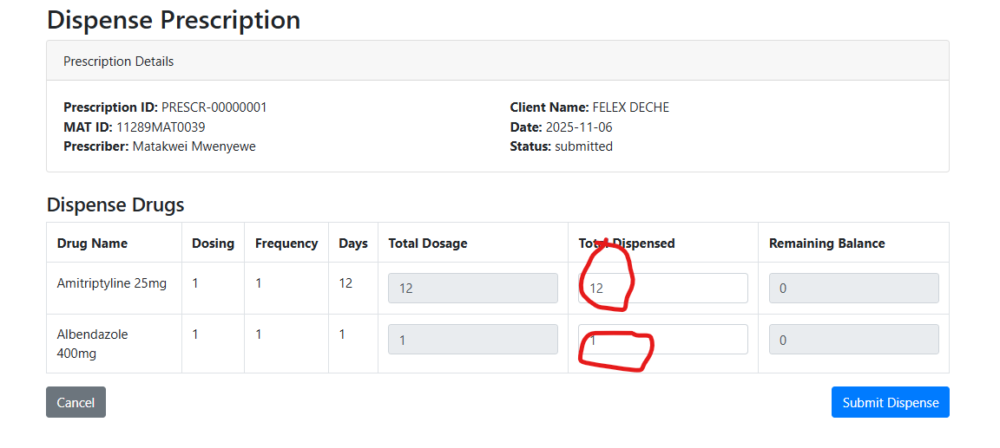 Dispense Prescription
Prescription Details
Prescription ID: PRESCR-00000001
MAT ID: 11289MAT0039
Prescriber: Matakwei Mwenyewe
Client Name: FELEX DECHE
Date: 2025-11-06
Status: submitted
Dispense Drugs
Drug Name Dosing Frequency Days Total Dosage Total Dispensed Remaining Balance
Amitriptyline 25mg 1 1 12 12 12 0
Albendazole 400mg 1 1 1 1 1 0
Cancel Submit Dispense